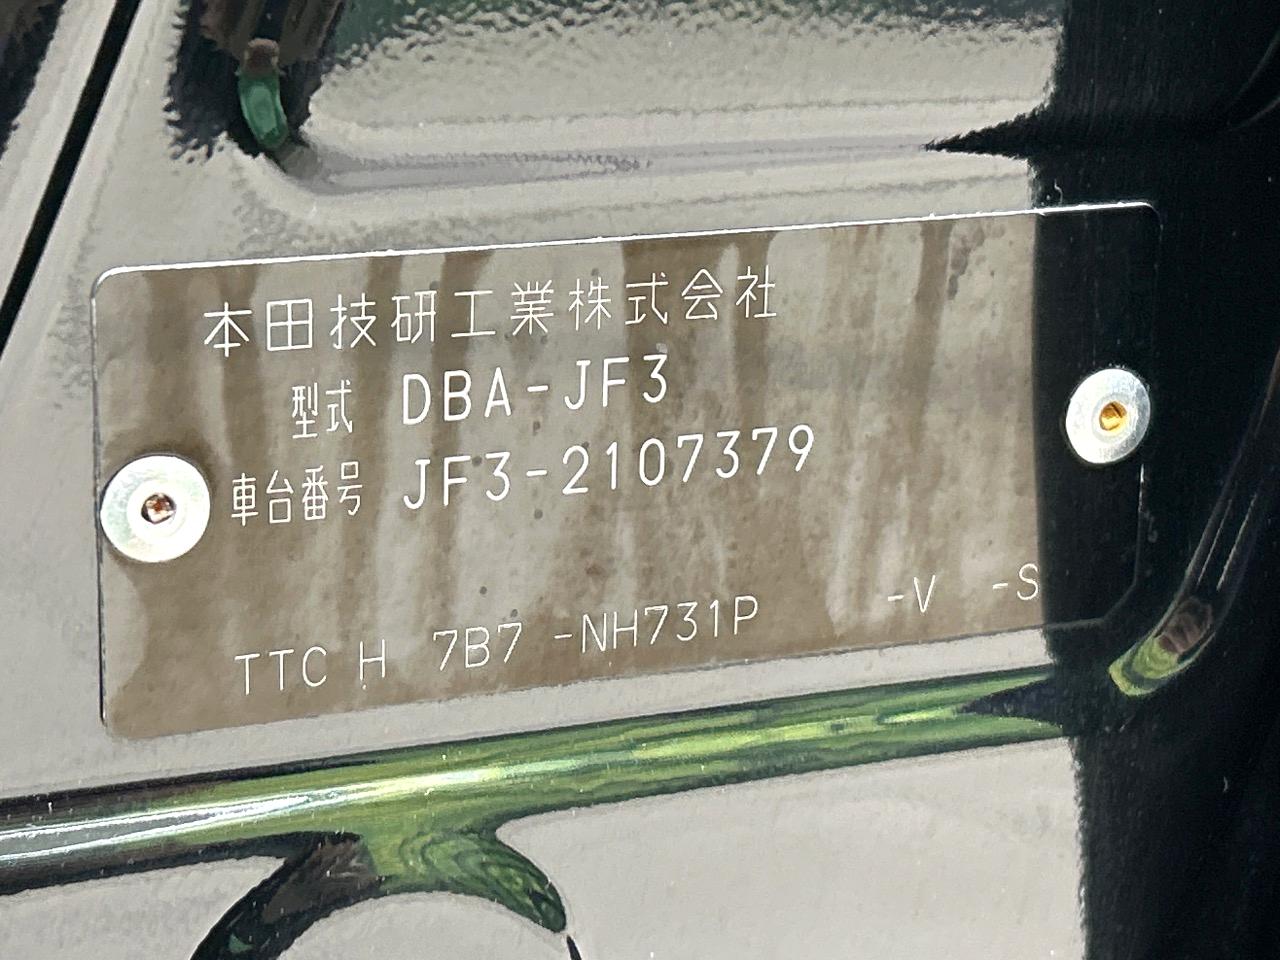 本田技研工業株式会社
型式 DBA-JF3
車台番号 JF3-2107379
TTC H 7B7 -NH731P -V -S